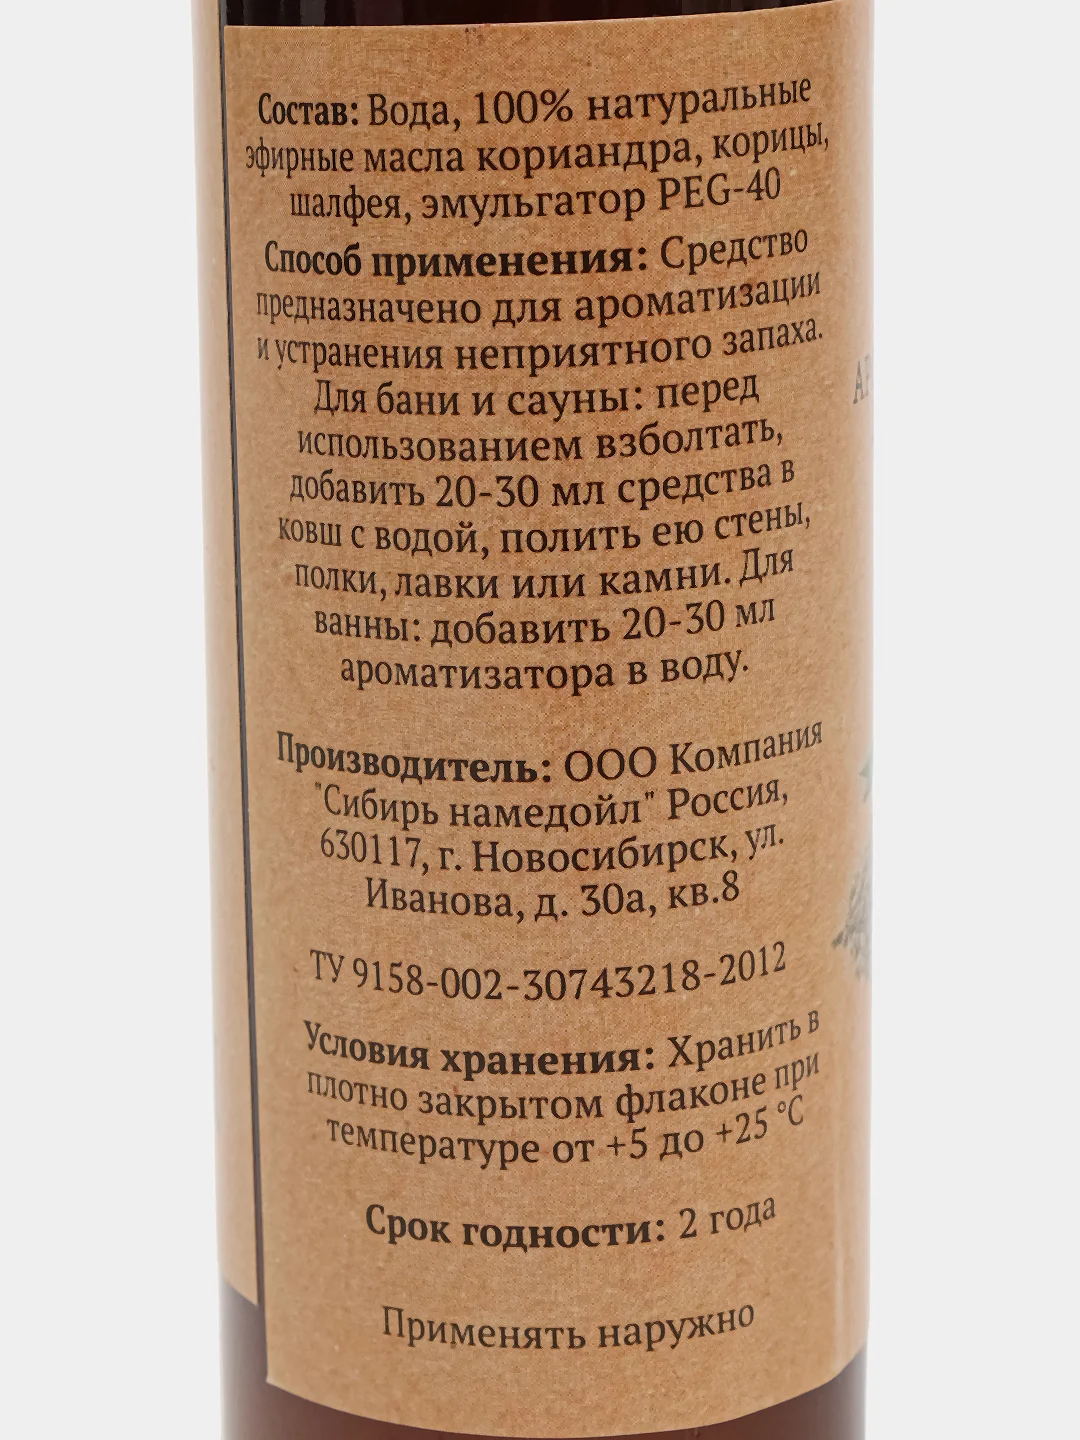 Состав: Вода, 100% натуральные
эфирные масла кориандра, корицы,
шалфея, эмульгатор PEG-40
Способ применения: Средство
предназначено для ароматизации
и устранения неприятного запаха.
Для бани и сауны: перед
использованием взболтать,
добавить 20-30 мл средства в
ковш с водой, полить ею стены,
полки, лавки или камни. Для
ванны: добавить 20-30 мл
ароматизатора в воду.
Производитель: ООО Компания
"Сибирь намедойл" Россия,
630117, г. Новосибирск, ул.
Иванова, д. 30а, кв.8
ТУ 9158-002-30743218-2012
Условия хранения: Хранить в
плотно закрытом флаконе при
температуре от +5 до +25 °С
Срок годности: 2 года
Применять наружно